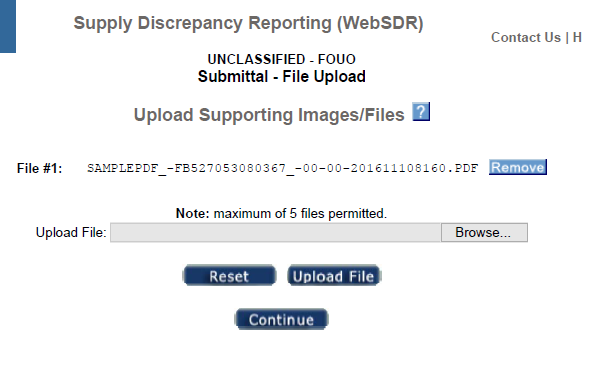 Supply Discrepancy Reporting (WebSDR)
Contact Us | H
UNCLASSIFIED - FOUO
Submittal - File Upload
Upload Supporting Images/Files ?
File #1: SAMPLEPDF_-FB527053080367_-00-00-201611108160.PDF Remove
Note: maximum of 5 files permitted.
Upload File: Browse...
Reset Upload File
Continue